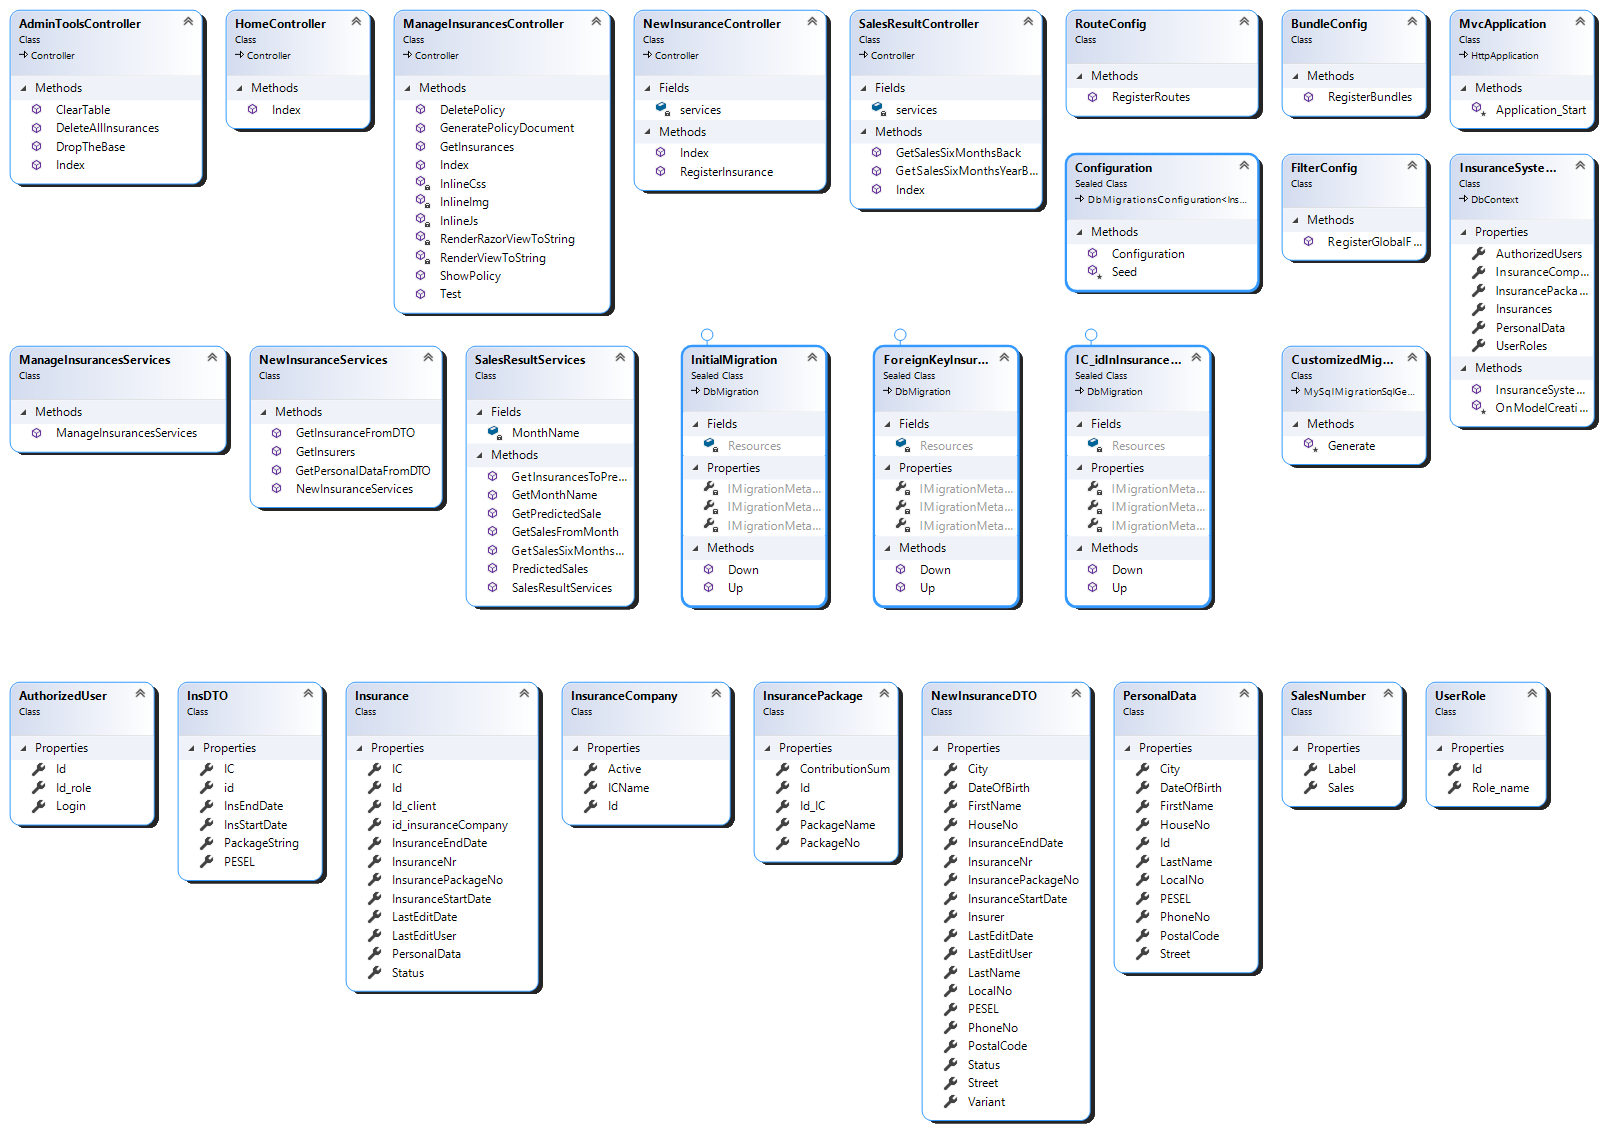 AdminToolsController
Class
Controller
Methods
ClearTable
DeleteAllInsurances
DropTheBase
Index
HomeController
Class
Controller
Methods
Index
ManageInsurancesController
Class
Controller
Methods
DeletePolicy
GeneratePolicyDocument
GetInsurances
Index
InlineCss
InlineImg
InlineJs
RenderRazorViewToString
RenderViewToString
ShowPolicy
Test
NewInsuranceController
Class
Controller
Fields
services
Methods
Index
RegisterInsurance
SalesResultController
Class
Controller
Fields
services
Methods
GetSalesSixMonthsBack
GetSalesSixMonthsYearB...
Index
RouteConfig
Class
Methods
RegisterRoutes
BundleConfig
Class
Methods
RegisterBundles
MvcApplication
Class
HttpApplication
Methods
Application_Start
Configuration
Sealed Class
DbMigrationsConfiguration<Ins...
Methods
Configuration
Seed
FilterConfig
Class
Methods
RegisterGlobalF...
InsuranceSyste...
Class
DbContext
Properties
AuthorizedUsers
InsuranceComp...
InsurancePacka...
Insurances
PersonalData
UserRoles
Methods
InsuranceSyste...
OnModelCreati...
ManageInsurancesServices
Class
Methods
ManageInsurancesServices
NewInsuranceServices
Class
Methods
GetInsuranceFromDTO
GetInsurers
GetPersonalDataFromDTO
NewInsuranceServices
SalesResultServices
Class
Fields
MonthName
Methods
GetInsurancesToPre...
GetMonthName
GetPredictedSale
GetSalesFromMonth
GetSalesSixMonths...
PredictedSales
SalesResultServices
InitialMigration
Sealed Class
DbMigration
Fields
Resources
Properties
IMigrationMeta...
IMigrationMeta...
IMigrationMeta...
Methods
Down
Up
ForeignKeyInsur...
Sealed Class
DbMigration
Fields
Resources
Properties
IMigrationMeta...
IMigrationMeta...
IMigrationMeta...
Methods
Down
Up
IC_idInInsurance...
Sealed Class
DbMigration
Fields
Resources
Properties
IMigrationMeta...
IMigrationMeta...
IMigrationMeta...
Methods
Down
Up
CustomizedMig...
Class
MySqlMigrationSqlGe...
Methods
Generate
AuthorizedUser
Class
Properties
Id
Id_role
Login
InsDTO
Class
Properties
IC
id
InsEndDate
InsStartDate
PackageString
PESEL
Insurance
Class
Properties
IC
Id
Id_client
id_insuranceCompany
InsuranceEndDate
InsuranceNr
InsurancePackageNo
InsuranceStartDate
LastEditDate
LastEditUser
PersonalData
Status
InsuranceCompany
Class
Properties
Active
ICName
Id
InsurancePackage
Class
Properties
ContributionSum
Id
Id_IC
PackageName
PackageNo
NewInsuranceDTO
Class
Properties
City
DateOfBirth
FirstName
HouseNo
InsuranceEndDate
InsuranceNr
InsurancePackageNo
InsuranceStartDate
Insurer
LastEditDate
LastEditUser
LastName
LocalNo
PESEL
PhoneNo
PostalCode
Status
Street
Variant
PersonalData
Class
Properties
City
DateOfBirth
FirstName
HouseNo
Id
LastName
LocalNo
PESEL
PhoneNo
PostalCode
Street
SalesNumber
Class
Properties
Label
Sales
UserRole
Class
Properties
Id
Role_name